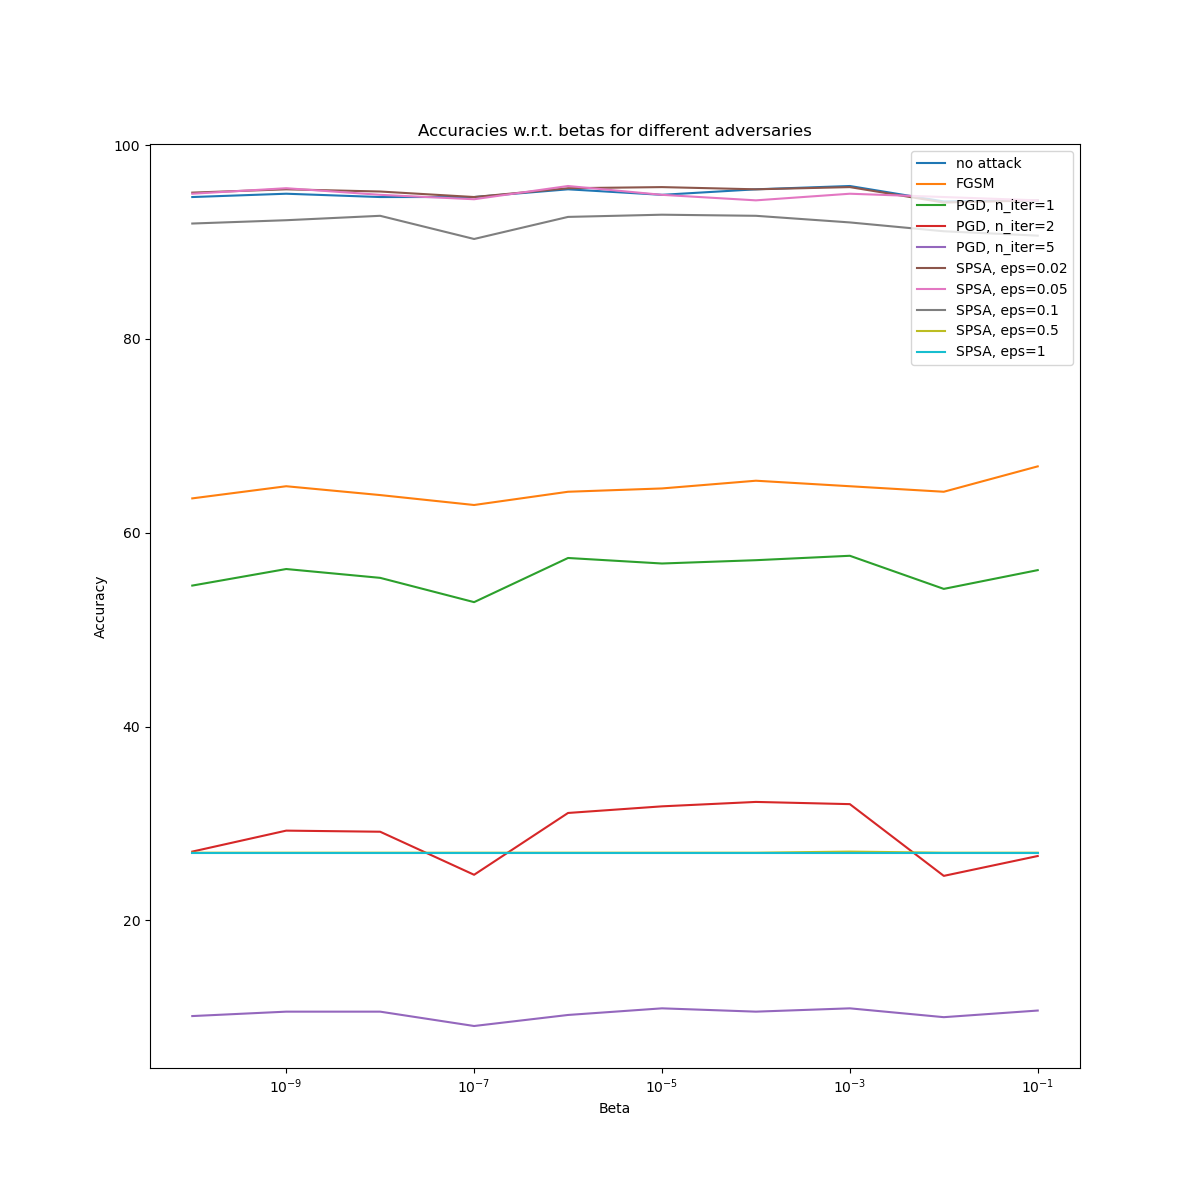 Accuracies w.r.t. betas for different adversaries
100
80
60
40
20
Accuracy
no attack
FGSM
PGD, n_iter=1
PGD, n_iter=2
PGD, n_iter=5
SPSA, eps=0.02
SPSA, eps=0.05
SPSA, eps=0.1
SPSA, eps=0.5
SPSA, eps=1
10⁻⁹ 10⁻⁷ 10⁻⁵ 10⁻³ 10⁻¹
Beta